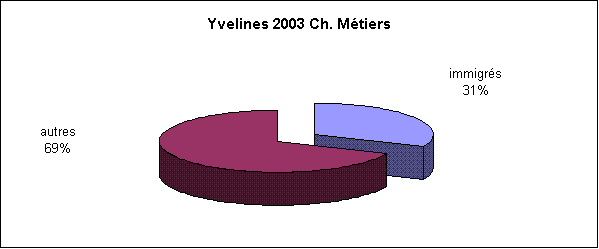 Yvelines 2003 Ch. Métiers
immigrés
31%
autres
69%